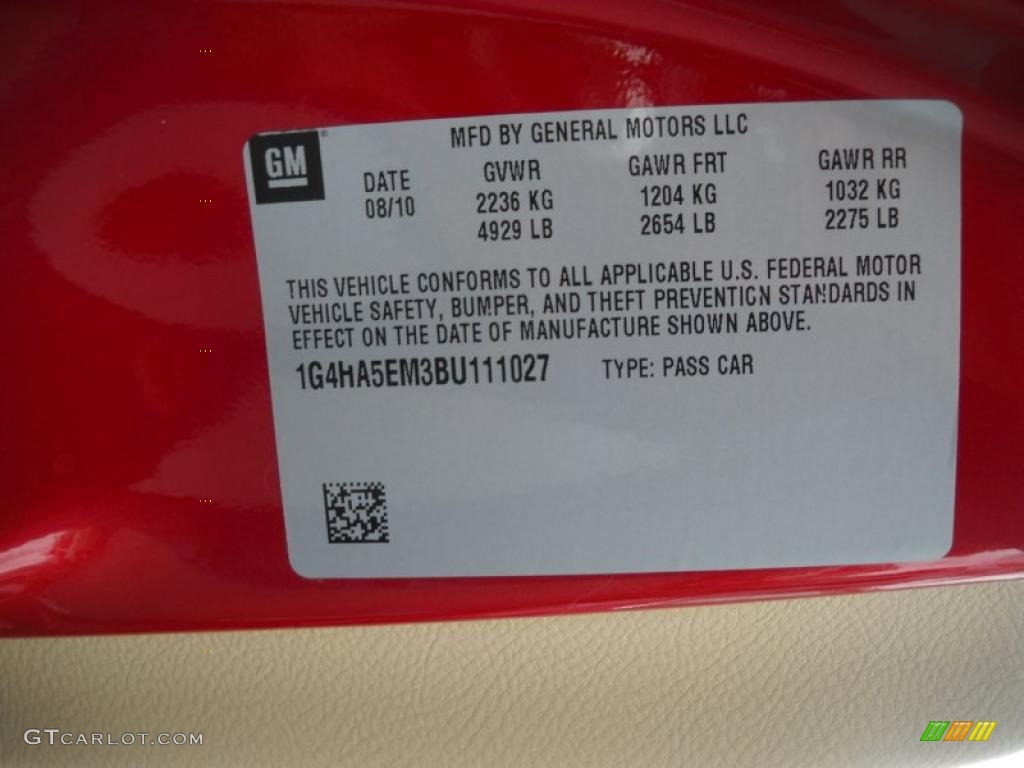 MFD BY GENERAL MOTORS LLC
GM
DATE GVWR GAWR FRT GAWR RR
08/10 2236 KG 1204 KG 1032 KG
4929 LB 2654 LB 2275 LB
THIS VEHICLE CONFORMS TO ALL APPLICABLE U.S. FEDERAL MOTOR
VEHICLE SAFETY, BUMPER, AND THEFT PREVENTION STANDARDS IN
EFFECT ON THE DATE OF MANUFACTURE SHOWN ABOVE.
1G4HA5EM3BU111027 TYPE: PASS CAR
GTCARLOT.COM